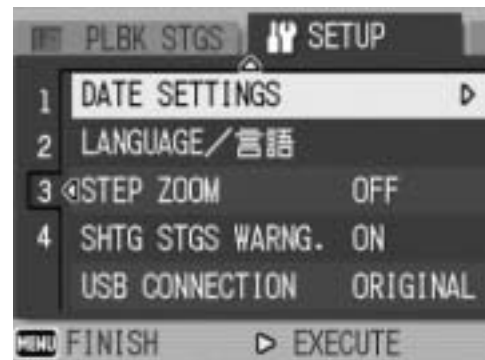 PLBK STGS SETUP
1 DATE SETTINGS
2 LANGUAGE/言語
3 STEP ZOOM OFF
4 SHTG STGS WARNG. ON
USB CONNECTION ORIGINAL
MENU FINISH EXECUTE